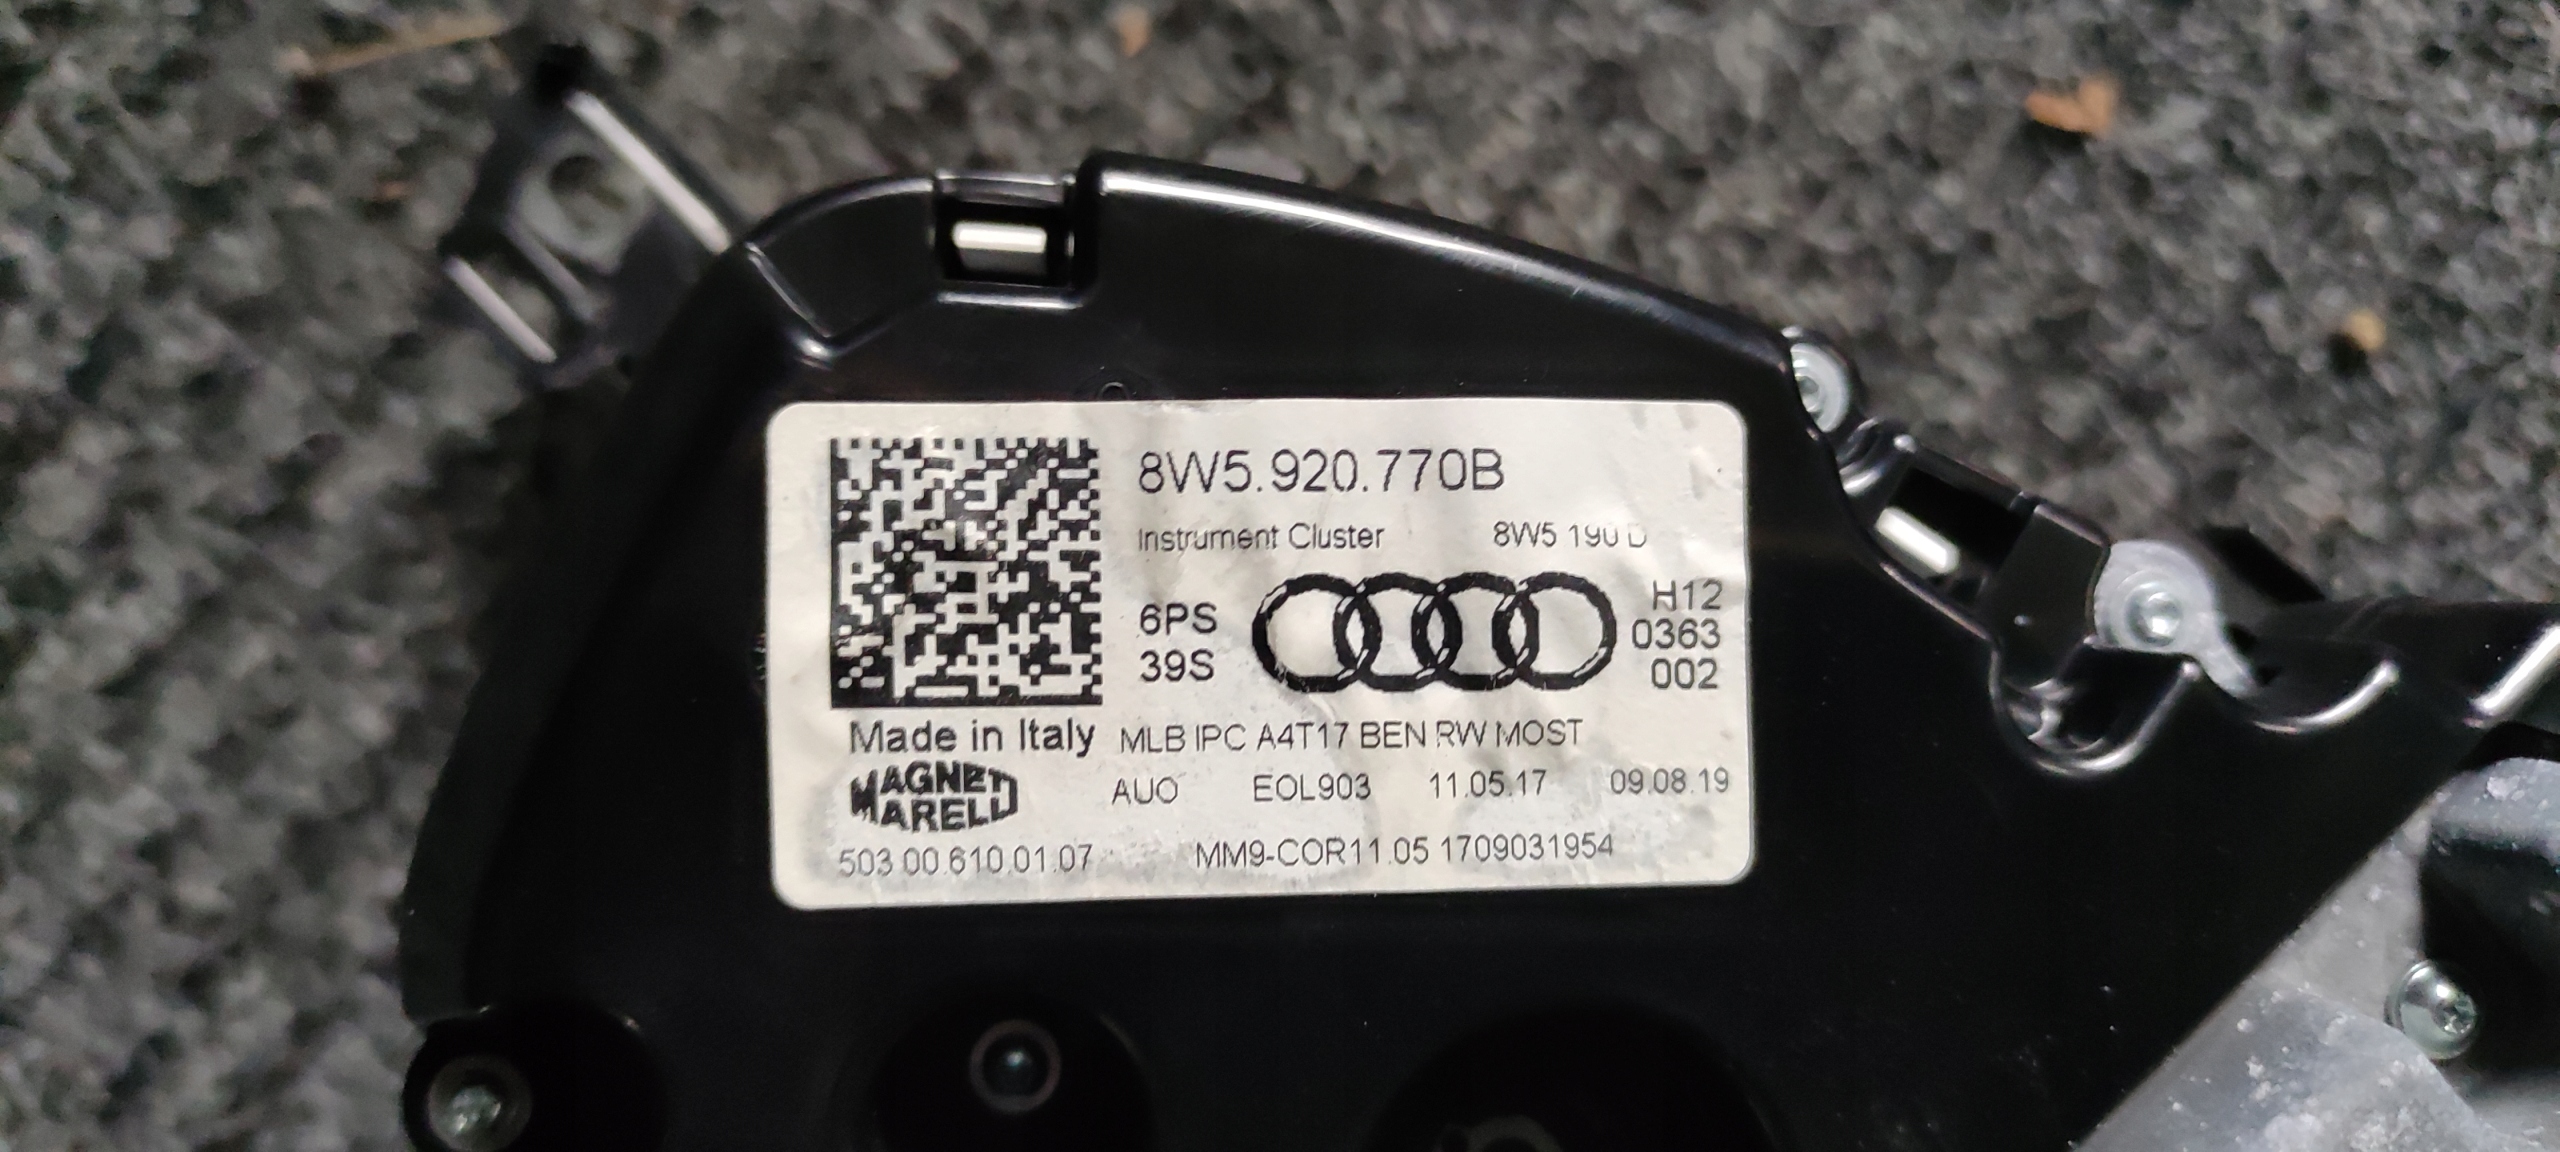 8W5.920.770B
Instrument Cluster 8W5 190 D
6PS
39S
H12
0363
002
Made in Italy MLB IPC A4T17 BEN RW MOST
MAGNETI
MARELLI
AUO EOL903 11.05.17 09.08.19
503.00.610.01.07 MM9-COR11.05 1709031954